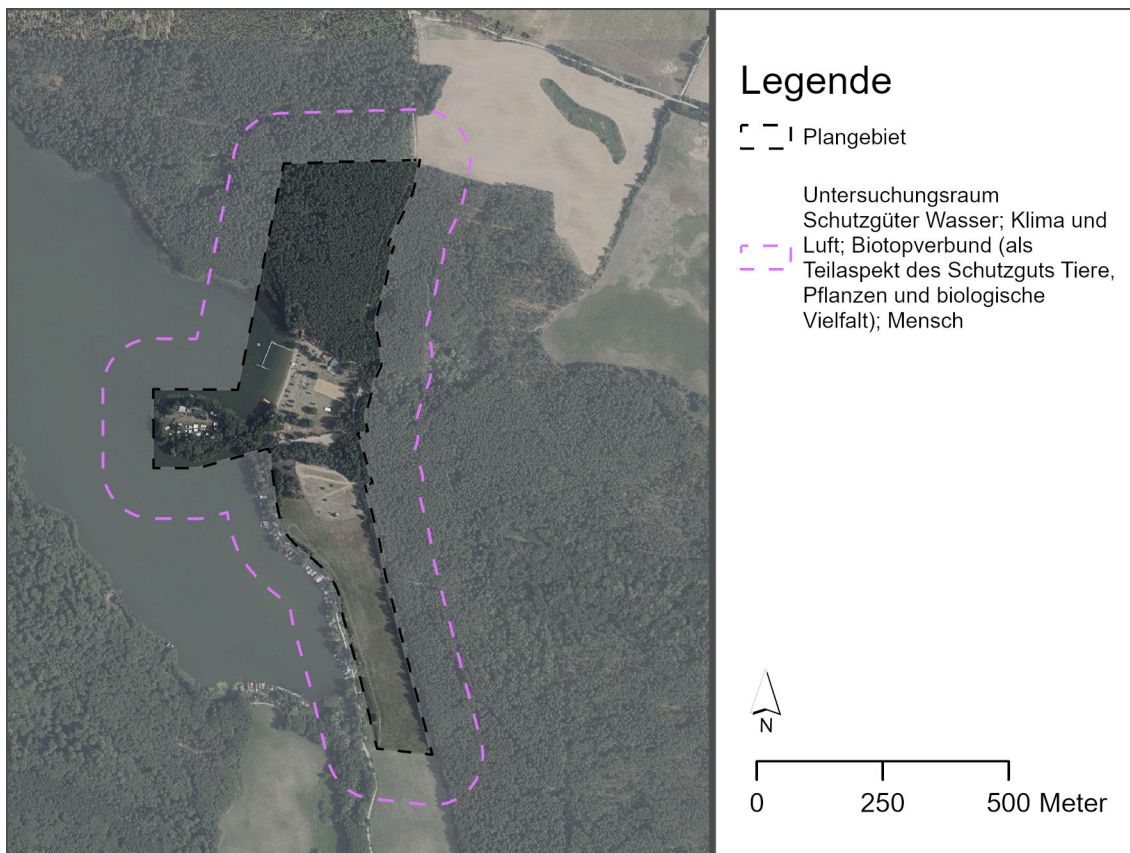 Legende
Plangebiet
Untersuchungsraum
Schutzgüter Wasser; Klima und
Luft; Biotopverbund (als
Teilaspekt des Schutzguts Tiere,
Pflanzen und biologische
Vielfalt); Mensch
N
0 250 500 Meter